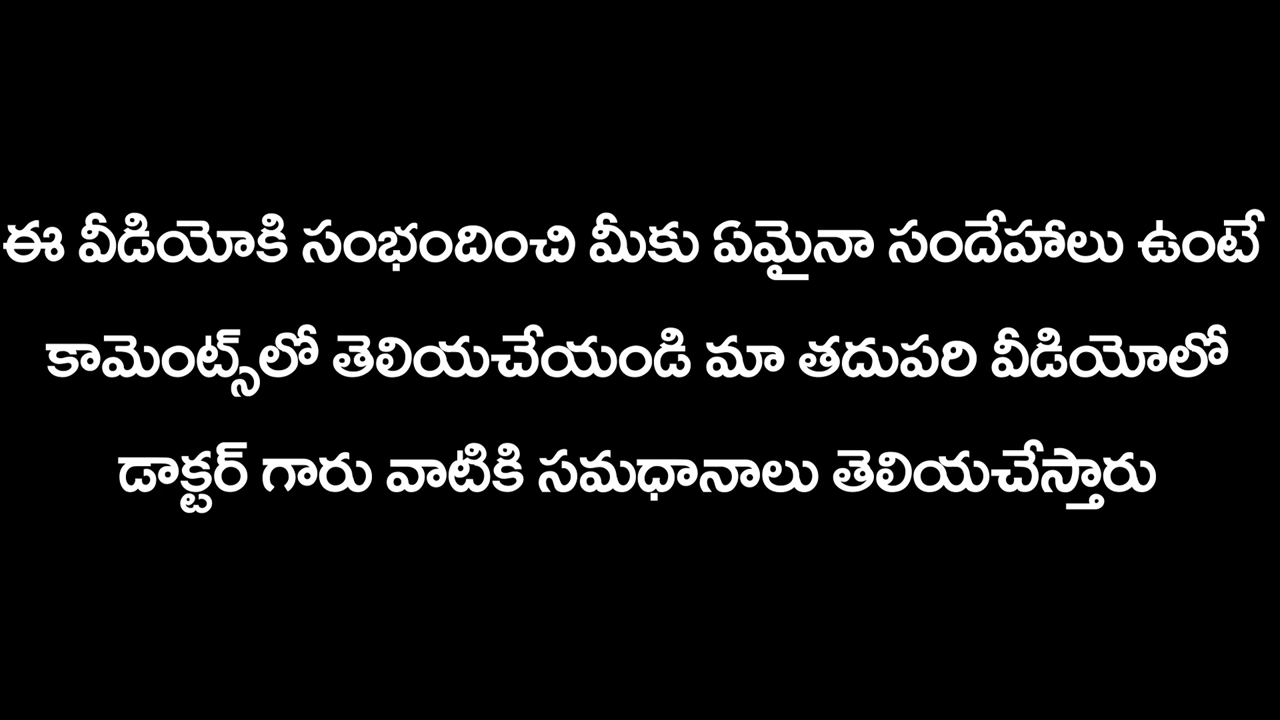 ఈ వీడియోకి సంభందించి మీకు ఏమైనా సందేహాలు ఉంటే
కామెంట్స్‌లో తెలియచేయండి మా తదుపరి వీడియోలో
డాక్టర్ గారు వాటికి సమధానాలు తెలియచేస్తారు